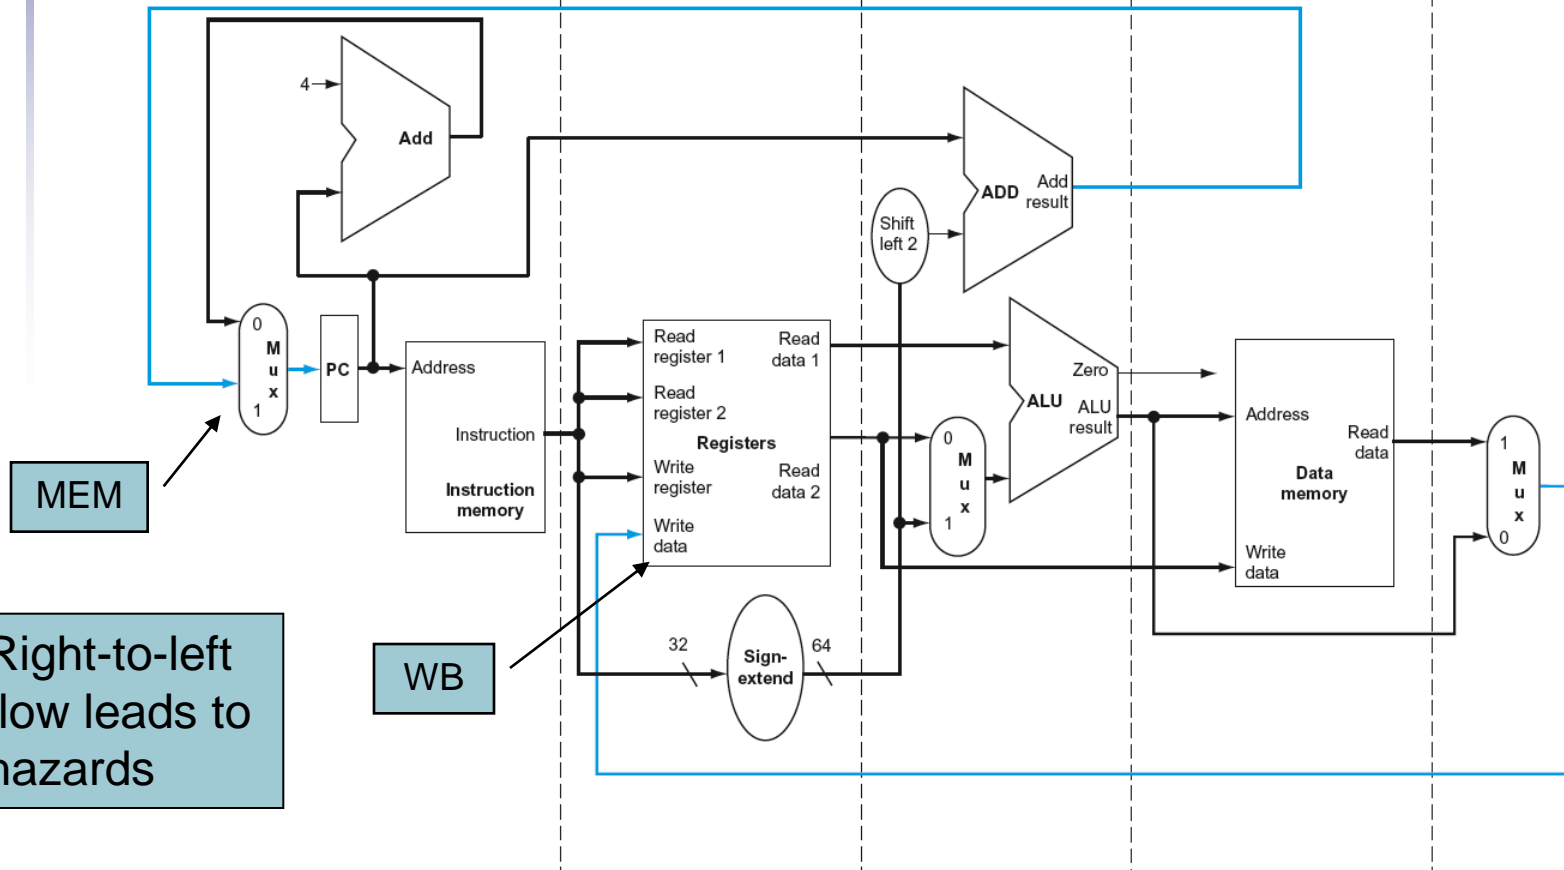 4
Add
ADD
Add
result
Shift
left 2
0
M
u
x
1
PC
Address
Instruction
Instruction
memory
Read
register 1
Read
register 2
Write
register
Write
data
Registers
Read
data 1
Read
data 2
0
M
u
x
1
Zero
ALU
ALU
result
Address
Read
data
Data
memory
Write
data
1
M
u
x
0
MEM
WB
32
Sign-
extend
64
Right-to-left
low leads to
hazards